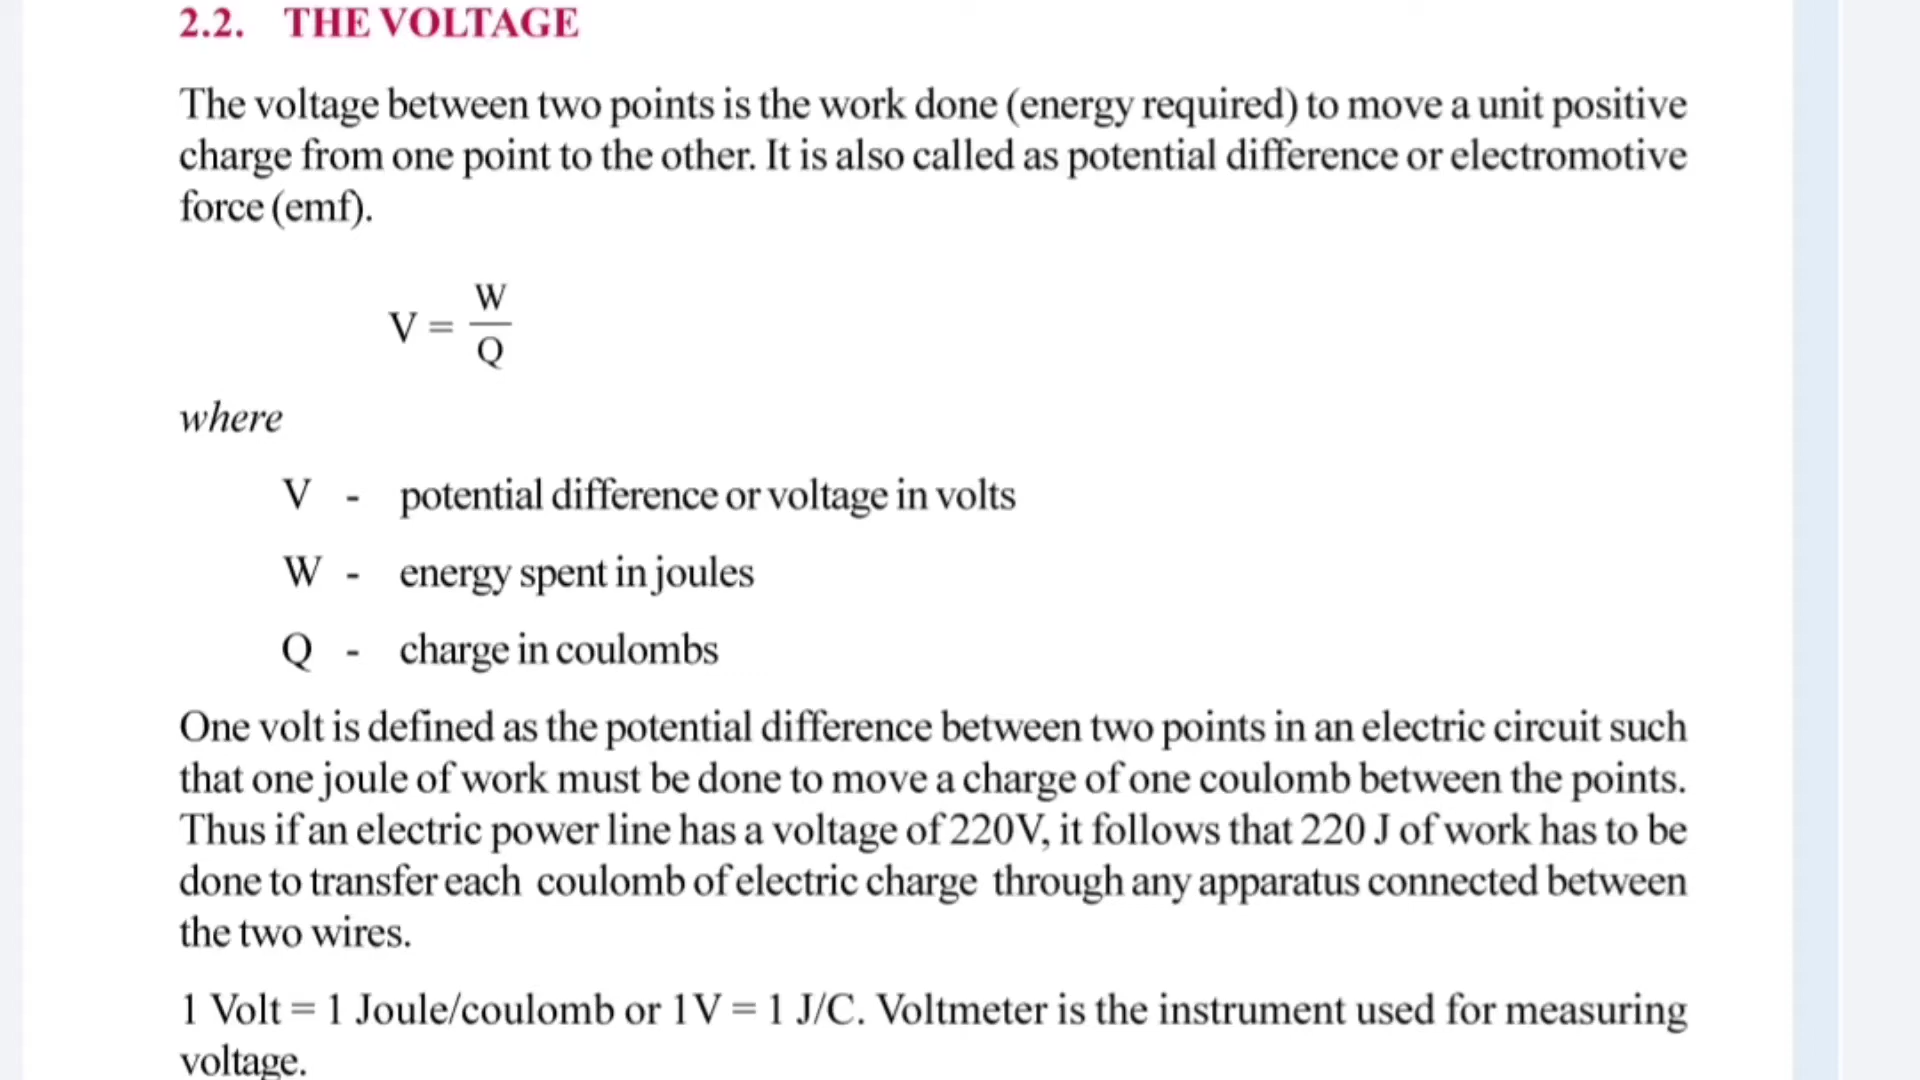 2.2. THE VOLTAGE
The voltage between two points is the work done (energy required) to move a unit positive
charge from one point to the other. It is also called as potential difference or electromotive
force (emf).
V = W/Q
where
V - potential difference or voltage in volts
W - energy spent in joules
Q - charge in coulombs
One volt is defined as the potential difference between two points in an electric circuit such
that one joule of work must be done to move a charge of one coulomb between the points.
Thus if an electric power line has a voltage of 220V, it follows that 220 J of work has to be
done to transfer each coulomb of electric charge through any apparatus connected between
the two wires.
1 Volt = 1 Joule/coulomb or 1V = 1 J/C. Voltmeter is the instrument used for measuring
voltage.